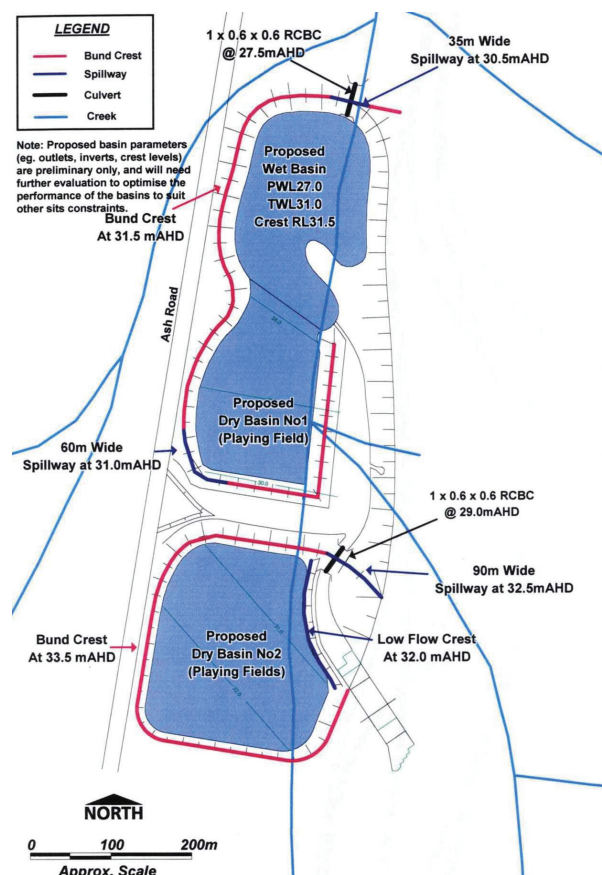 LEGEND
Bund Crest
Spillway
Culvert
Creek
Note: Proposed basin parameters
(eg. outlets, inverts, crest levels)
are preliminary only, and will need
further evaluation to optimise the
performance of the basins to suit
other sits constraints.
1 x 0.6 x 0.6 RCBC
@ 27.5mAHD
35m Wide
Spillway at 30.5mAHD
Proposed
Wet Basin
PWL27.0
TWL31.0
Crest RL31.5
Bund Crest
At 31.5 mAHD
Ash Road
Proposed
Dry Basin No1
(Playing Field)
60m Wide
Spillway at 31.0mAHD
30.0
1 x 0.6 x 0.6 RCBC
@ 29.0mAHD
90m Wide
Spillway at 32.5mAHD
Low Flow Crest
At 32.0 mAHD
Bund Crest
At 33.5 mAHD
Proposed
Dry Basin No2
(Playing Fields)
NORTH
0 100 200m
Approx. Scale